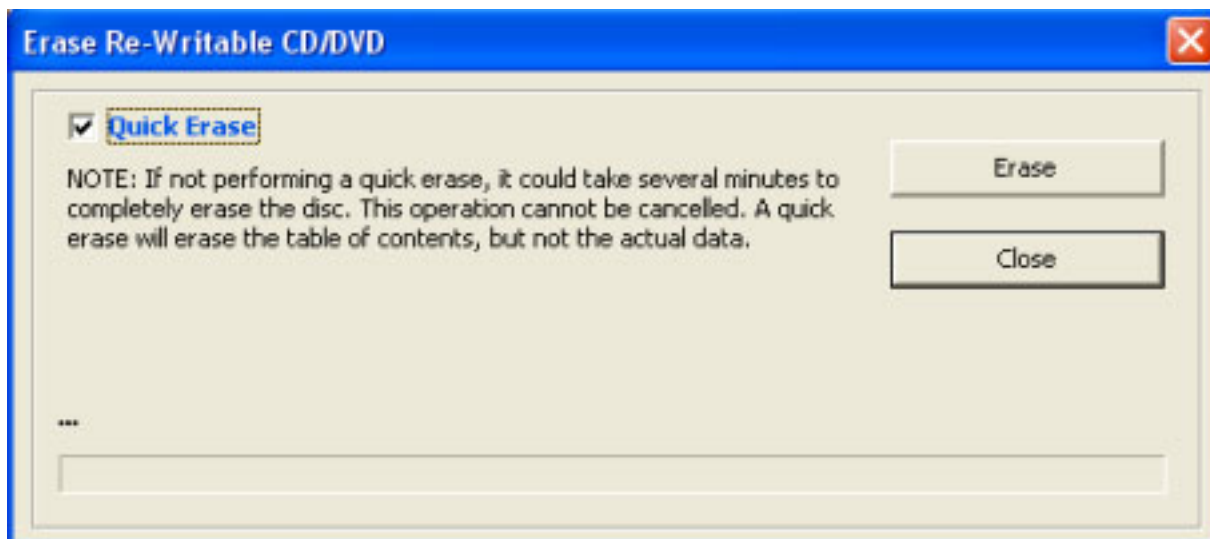 Erase Re-Writable CD/DVD
Quick Erase
NOTE: If not performing a quick erase, it could take several minutes to
completely erase the disc. This operation cannot be cancelled. A quick
erase will erase the table of contents, but not the actual data.
Erase
Close
...